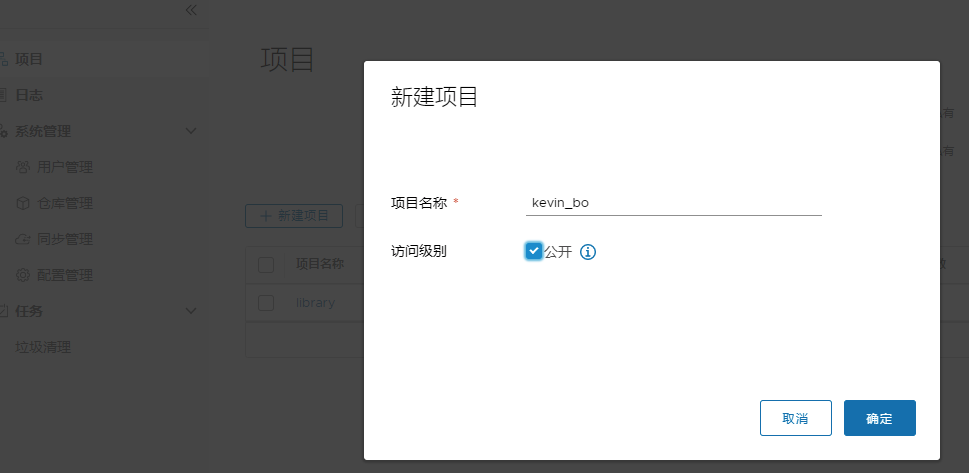 项目
日志
系统管理
用户管理
仓库管理
同步管理
配置管理
任务
垃圾清理
项目
新建项目
项目名称
library
新建项目
项目名称 *
kevin_bo
访问级别
公开
取消
确定